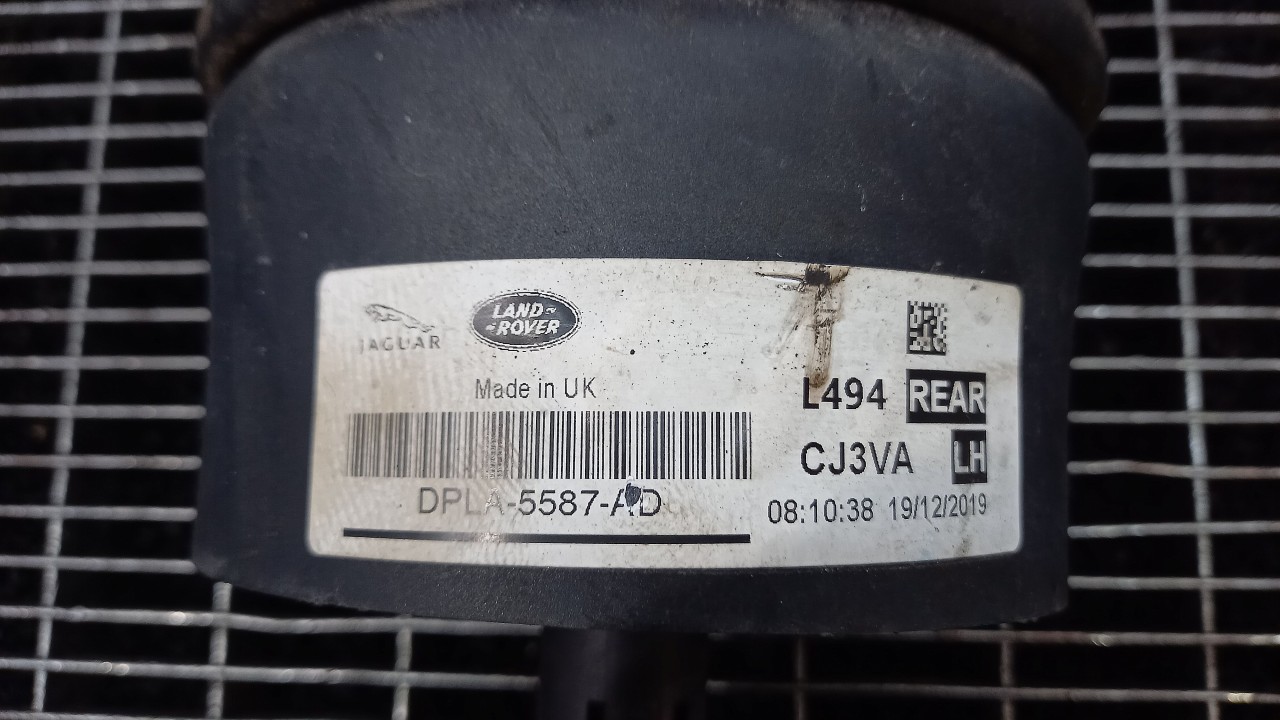 JAGUAR
LAND-
-ROVER
Made in UK
DPLA-5587-AD
L494 REAR
CJ3VA LH
08:10:38 19/12/2019